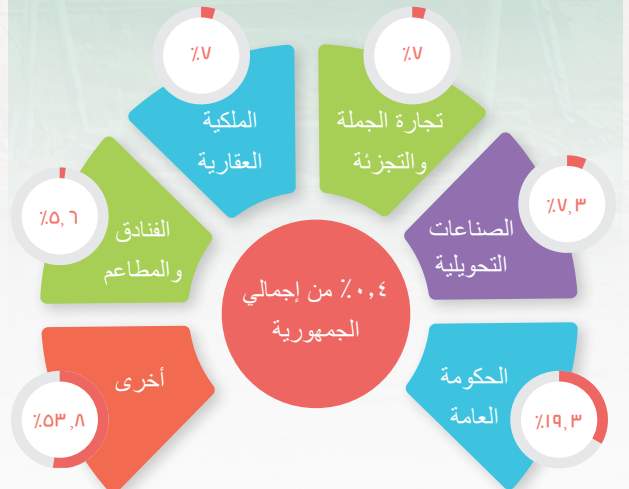 ٪٧
تجارة الجملة
والتجزئة
٪٧
الملكية
العقارية
٪٧,٣
الصناعات
التحويلية
٪٥,٦
الفنادق
والمطاعم
٪٠,٤ من إجمالي
الجمهورية
٪١٩,٣
الحكومة
العامة
٪٥٣,٨
أخرى